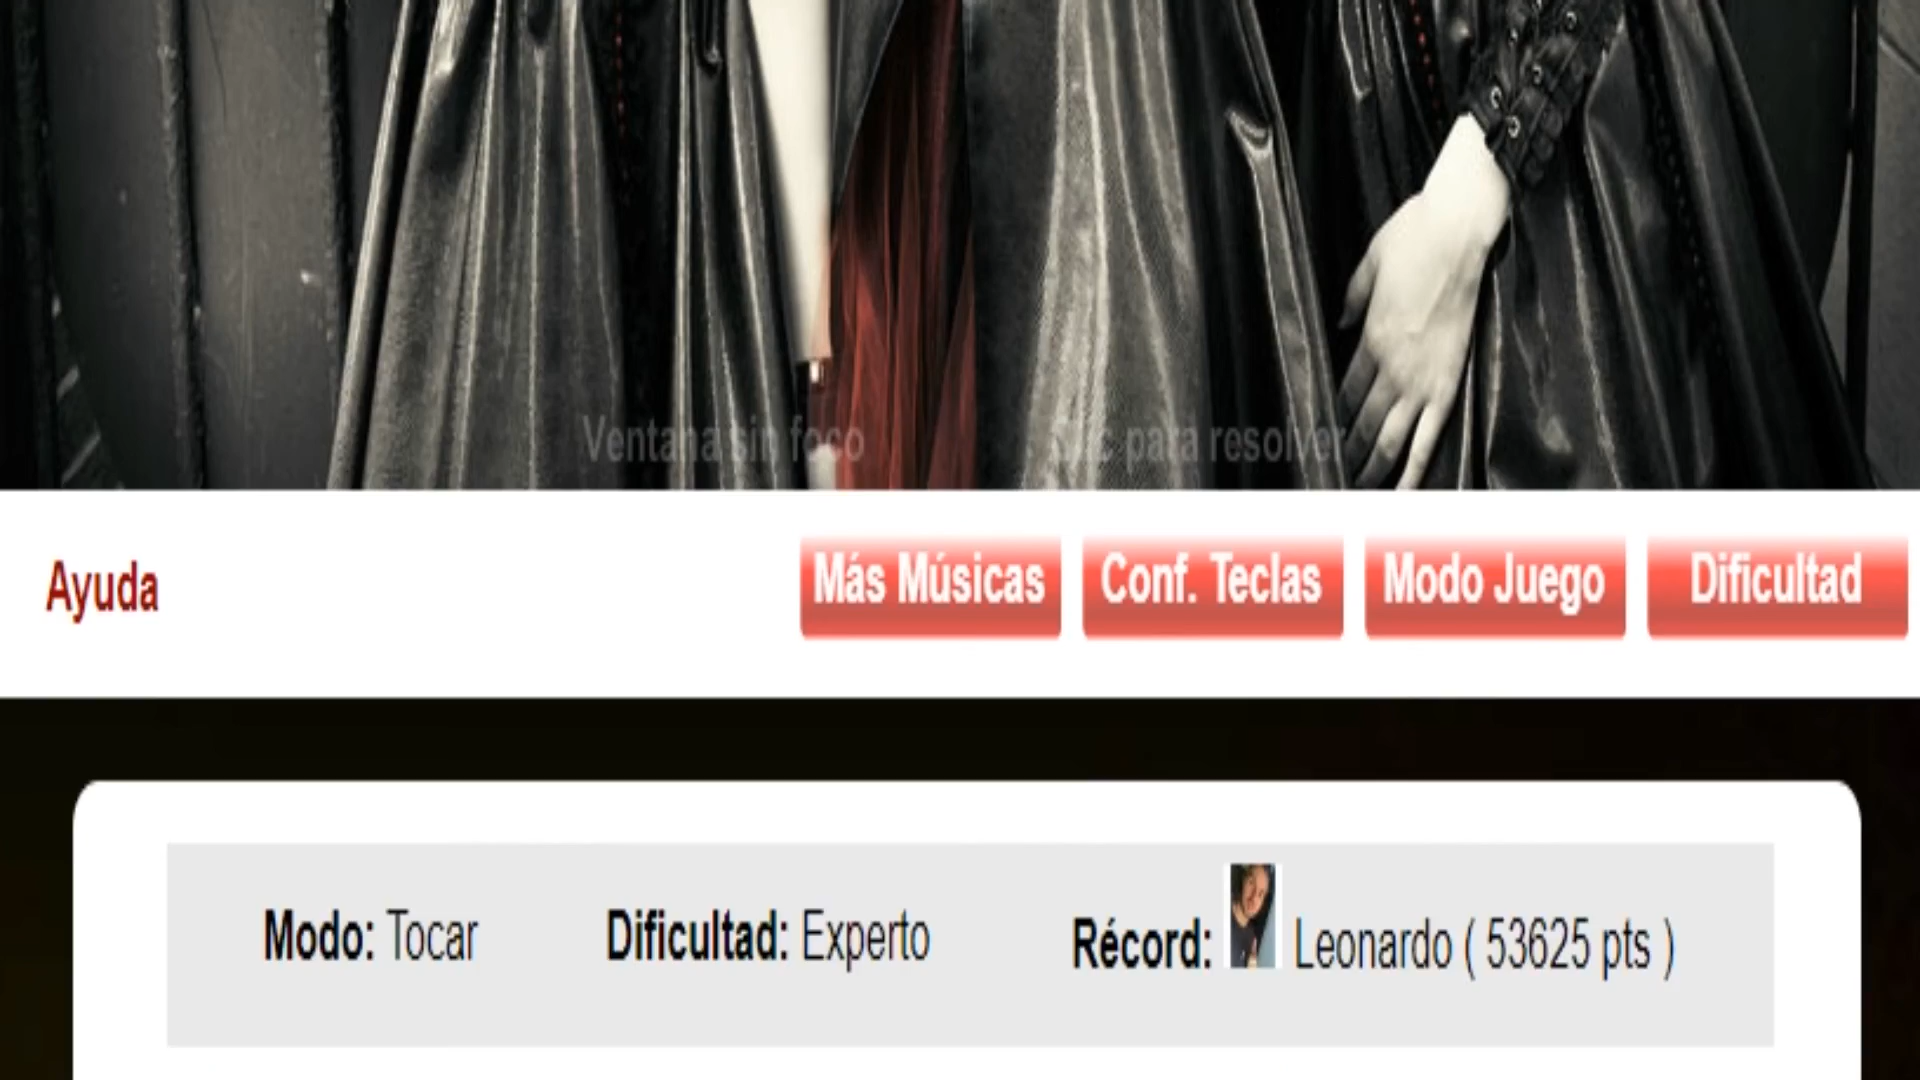 Ventana sin foco
Clic para resolver
Ayuda
Más Músicas
Conf. Teclas
Modo Juego
Dificultad
Modo: Tocar
Dificultad: Experto
Récord: Leonardo ( 53625 pts )